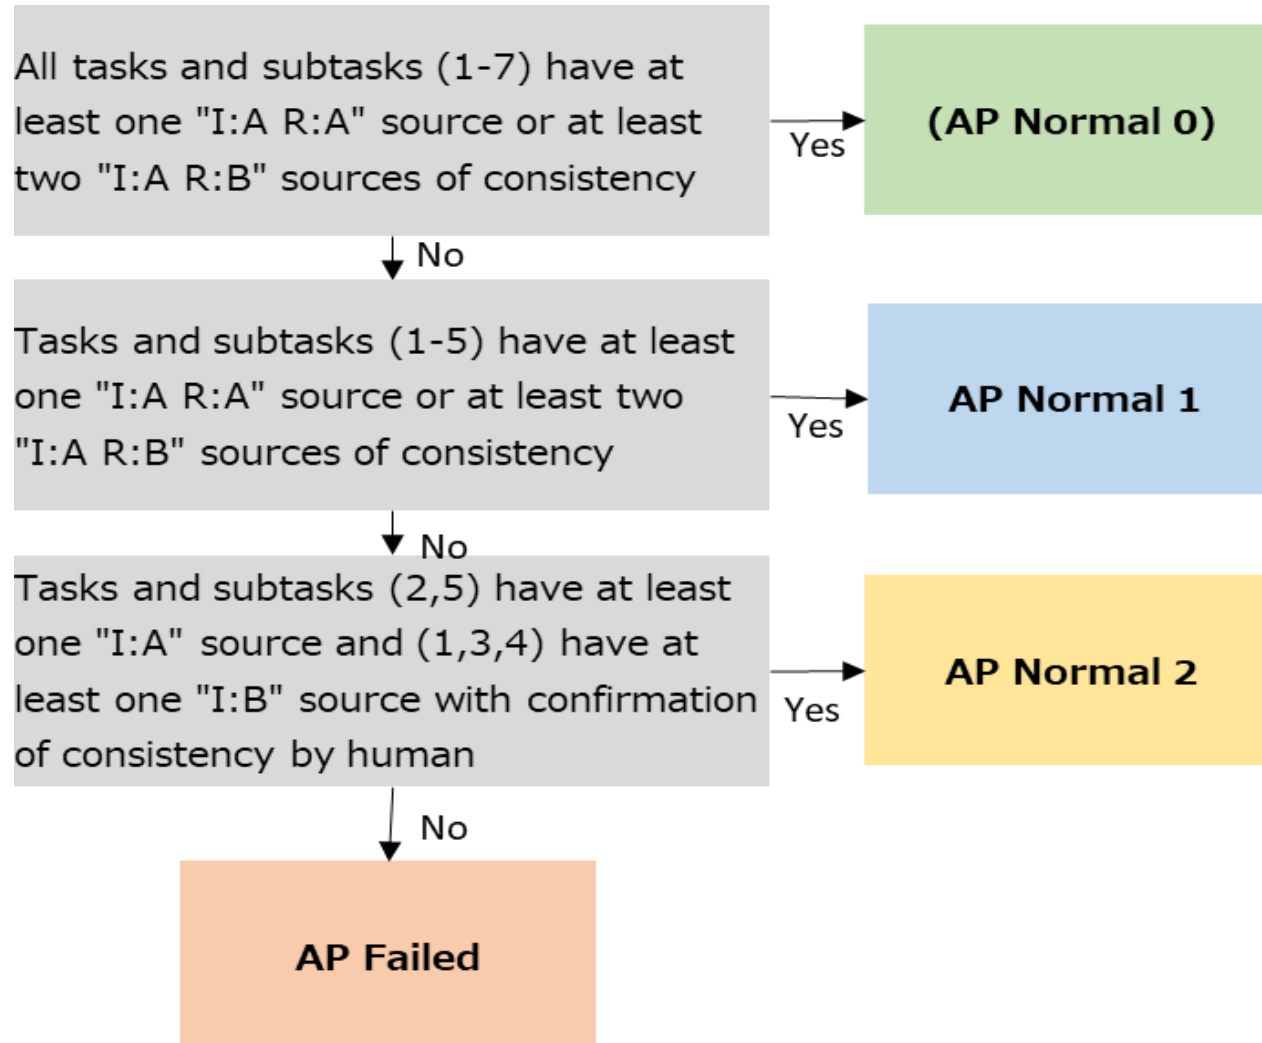 All tasks and subtasks (1-7) have at
least one "I:A R:A" source or at least
two "I:A R:B" sources of consistency
Yes
(AP Normal 0)
No
Tasks and subtasks (1-5) have at least
one "I:A R:A" source or at least two
"I:A R:B" sources of consistency
Yes
AP Normal 1
No
Tasks and subtasks (2,5) have at least
one "I:A" source and (1,3,4) have at
least one "I:B" source with confirmation
of consistency by human
Yes
AP Normal 2
No
AP Failed